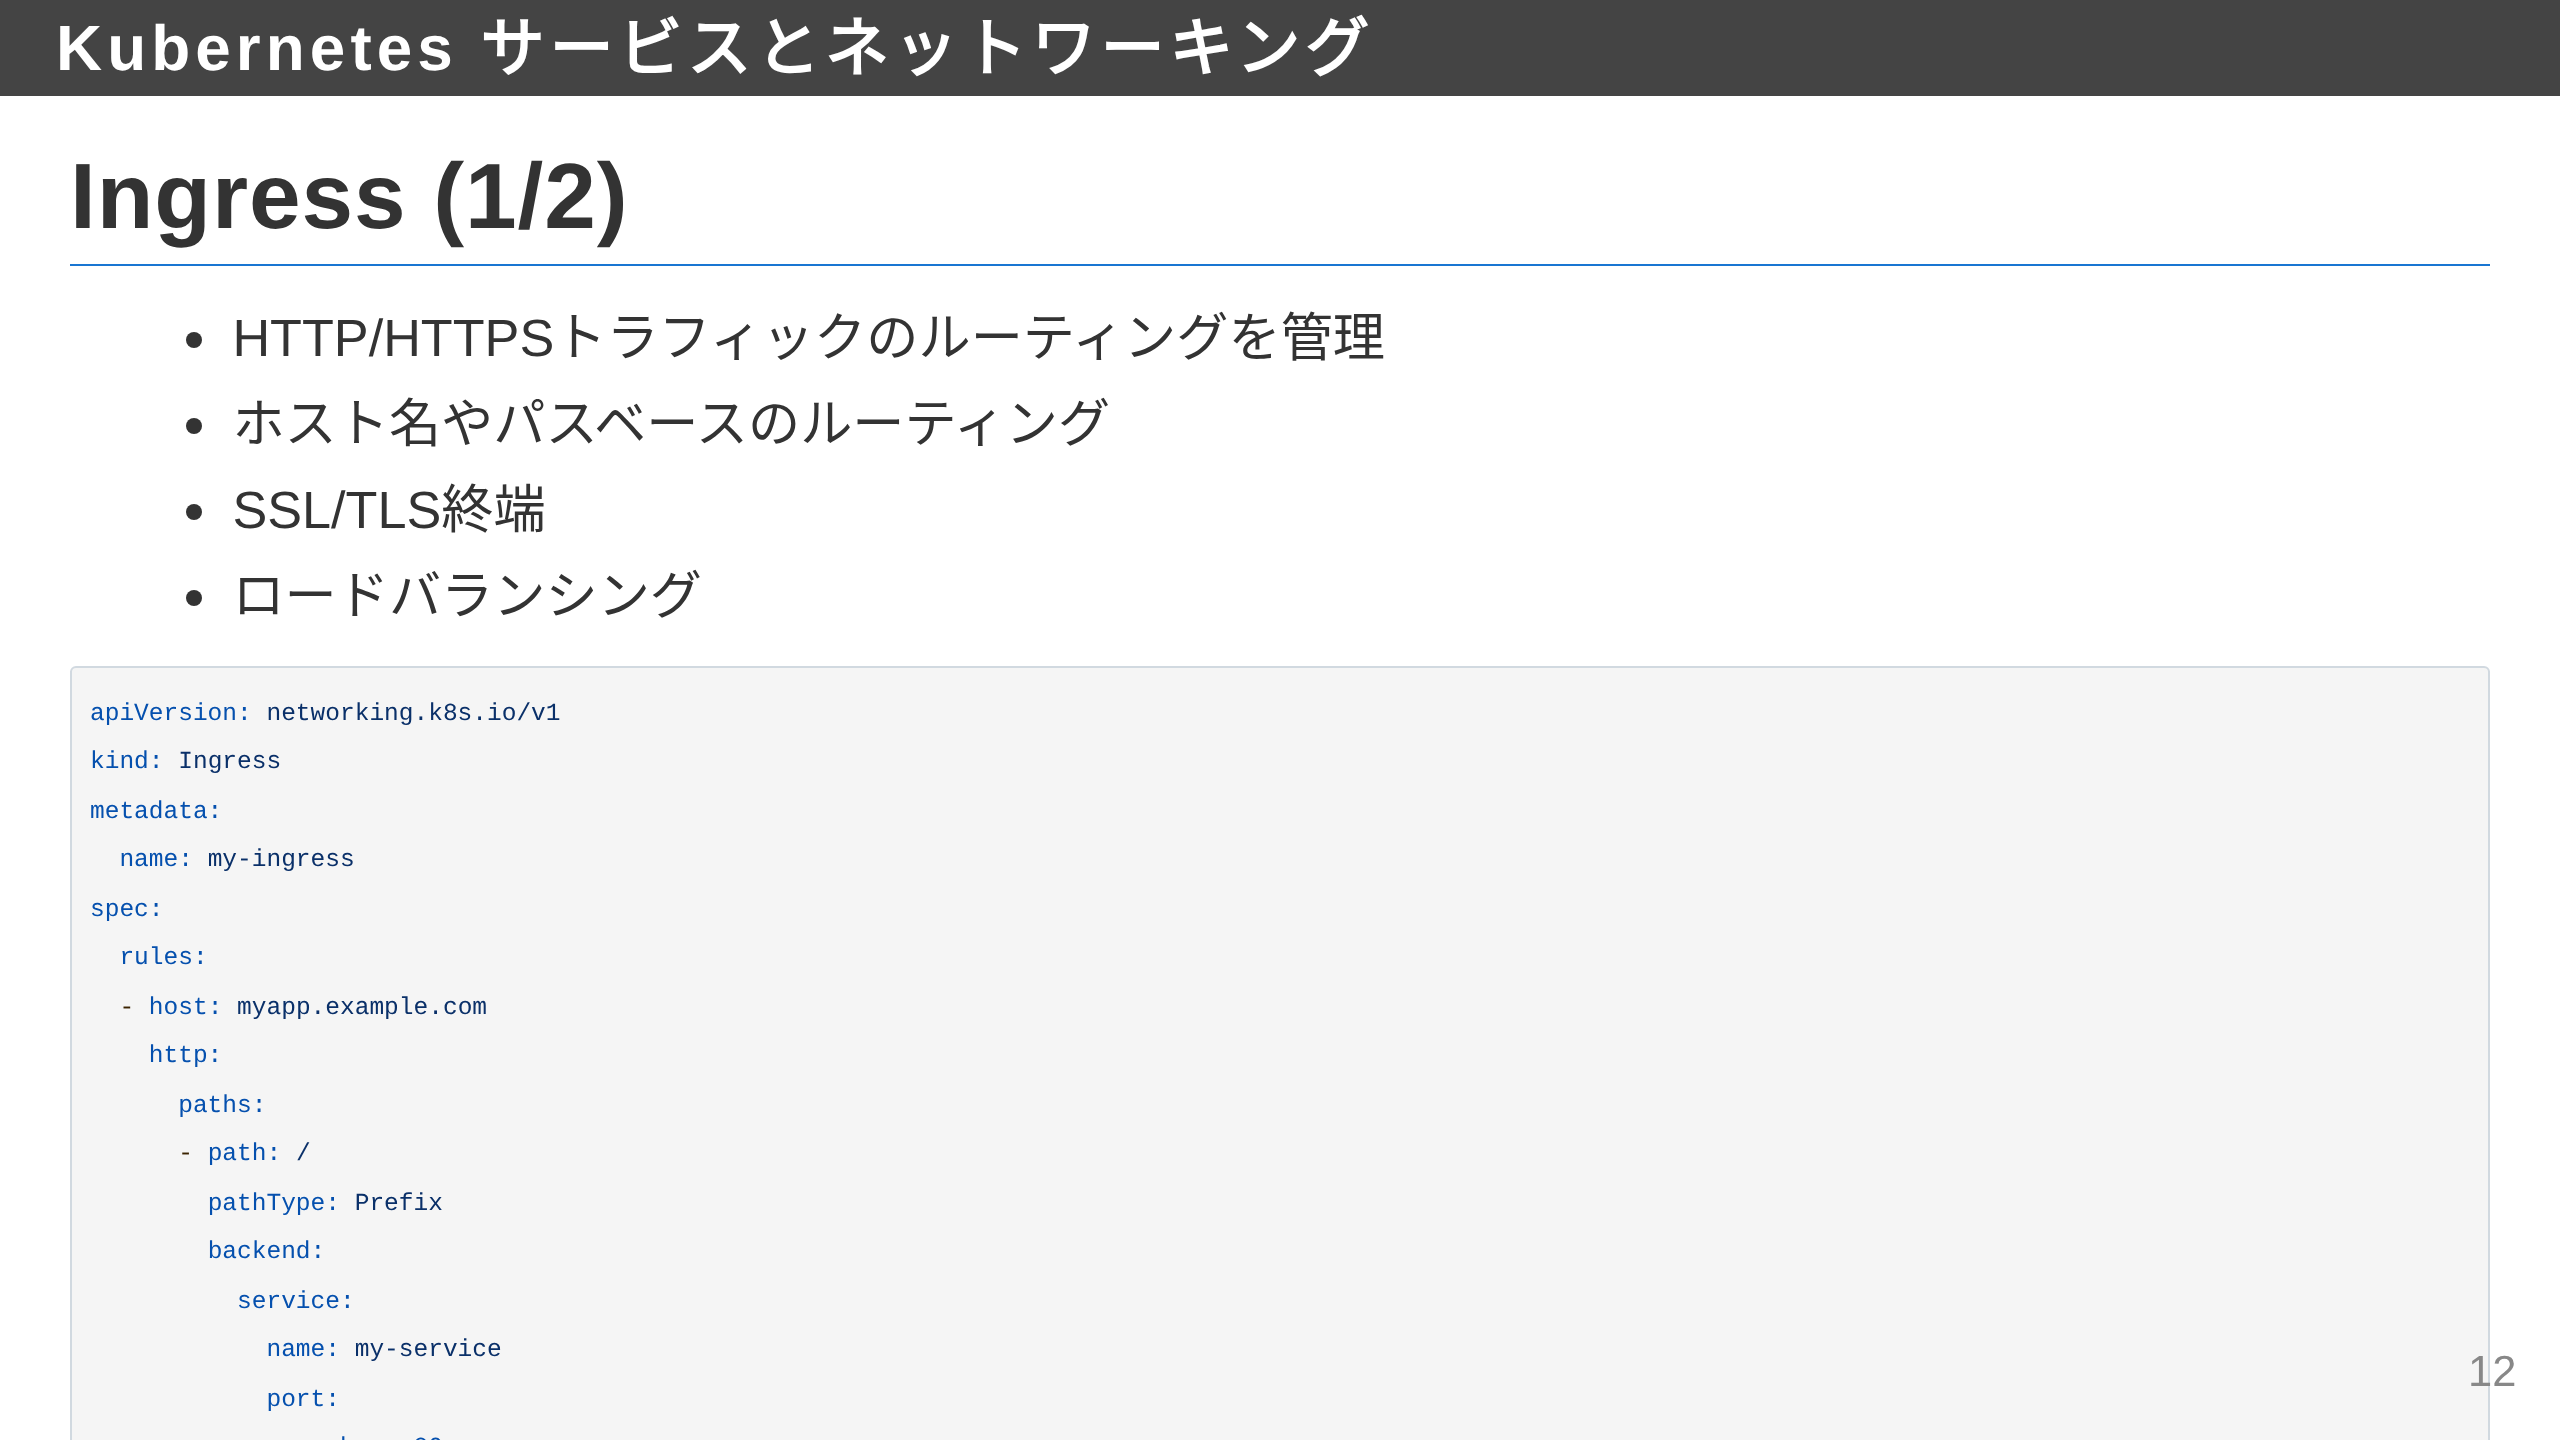 Kubernetes サービスとネットワーキング
Ingress (1/2)
• HTTP/HTTPSトラフィックのルーティングを管理
• ホスト名やパスベースのルーティング
• SSL/TLS終端
• ロードバランシング
apiVersion: networking.k8s.io/v1
kind: Ingress
metadata:
  name: my-ingress
spec:
  rules:
  - host: myapp.example.com
    http:
      paths:
      - path: /
        pathType: Prefix
        backend:
          service:
            name: my-service
            port:
12